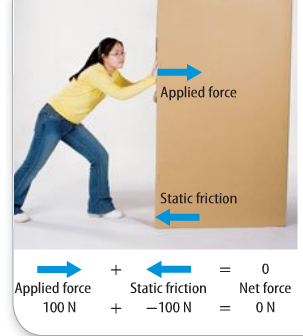 Applied force
Static friction
+ = 0
Applied force Static friction Net force
100 N + −100 N = 0 N